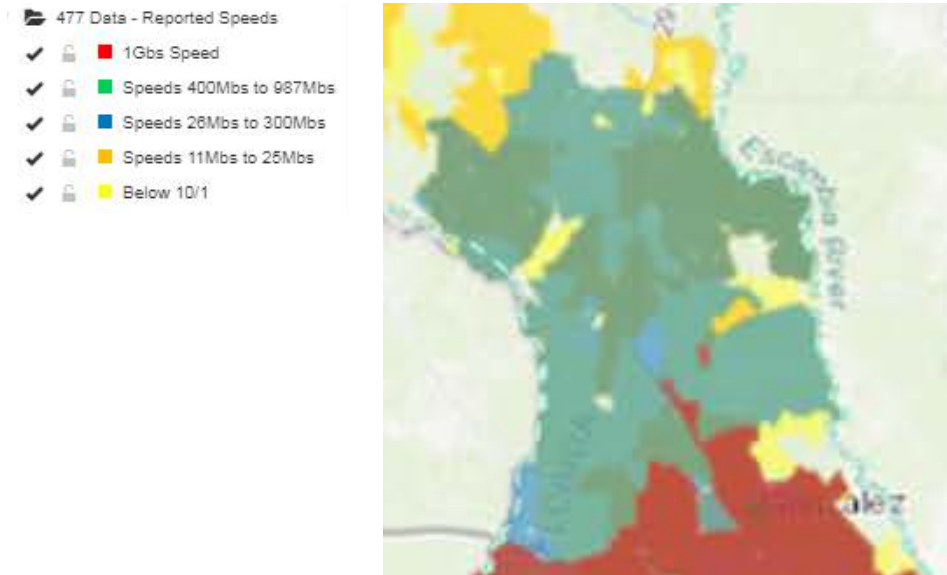 477 Data - Reported Speeds
1Gbs Speed
Speeds 400Mbs to 987Mbs
Speeds 26Mbs to 300Mbs
Speeds 11Mbs to 25Mbs
Below 10/1
29
Escambia River